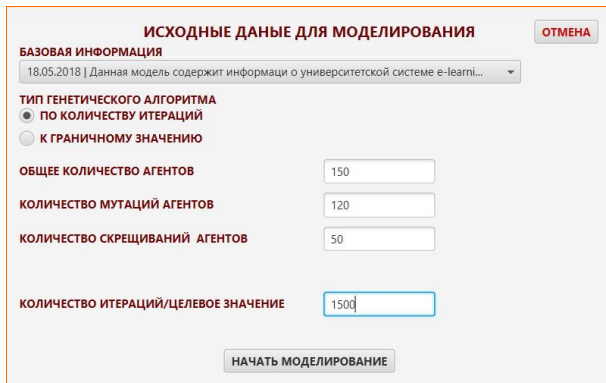 ИСХОДНЫЕ ДАНЫЕ ДЛЯ МОДЕЛИРОВАНИЯ
ОТМЕНА
БАЗОВАЯ ИНФОРМАЦИЯ
18.05.2018 | Данная модель содержит информаци о университетской системе e-learni...
ТИП ГЕНЕТИЧЕСКОГО АЛГОРИТМА
ПО КОЛИЧЕСТВУ ИТЕРАЦИЙ
К ГРАНИЧНОМУ ЗНАЧЕНИЮ
ОБЩЕЕ КОЛИЧЕСТВО АГЕНТОВ 150
КОЛИЧЕСТВО МУТАЦИЙ АГЕНТОВ 120
КОЛИЧЕСТВО СКРЕЩИВАНИЙ АГЕНТОВ 50
КОЛИЧЕСТВО ИТЕРАЦИЙ/ЦЕЛЕВОЕ ЗНАЧЕНИЕ 1500
НАЧАТЬ МОДЕЛИРОВАНИЕ